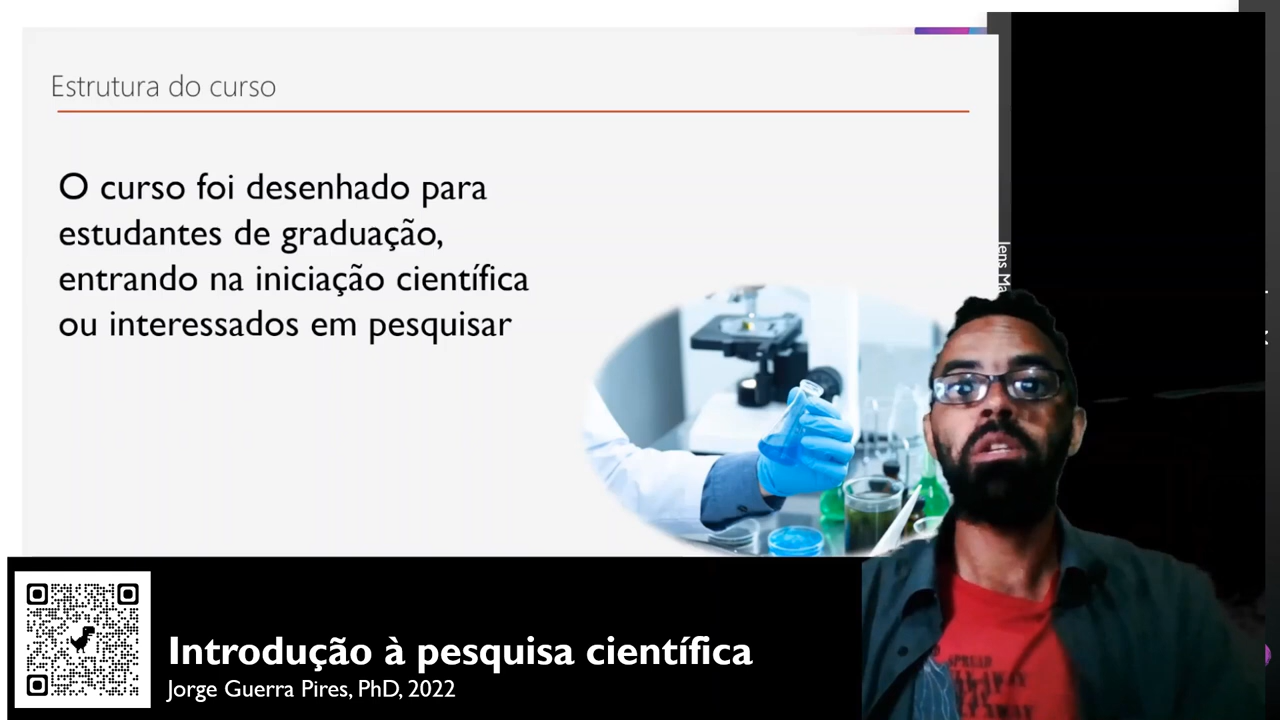 Estrutura do curso
O curso foi desenhado para
estudantes de graduação,
entrando na iniciação científica
ou interessados em pesquisar
Introdução à pesquisa científica
Jorge Guerra Pires, PhD, 2022
SPREAD